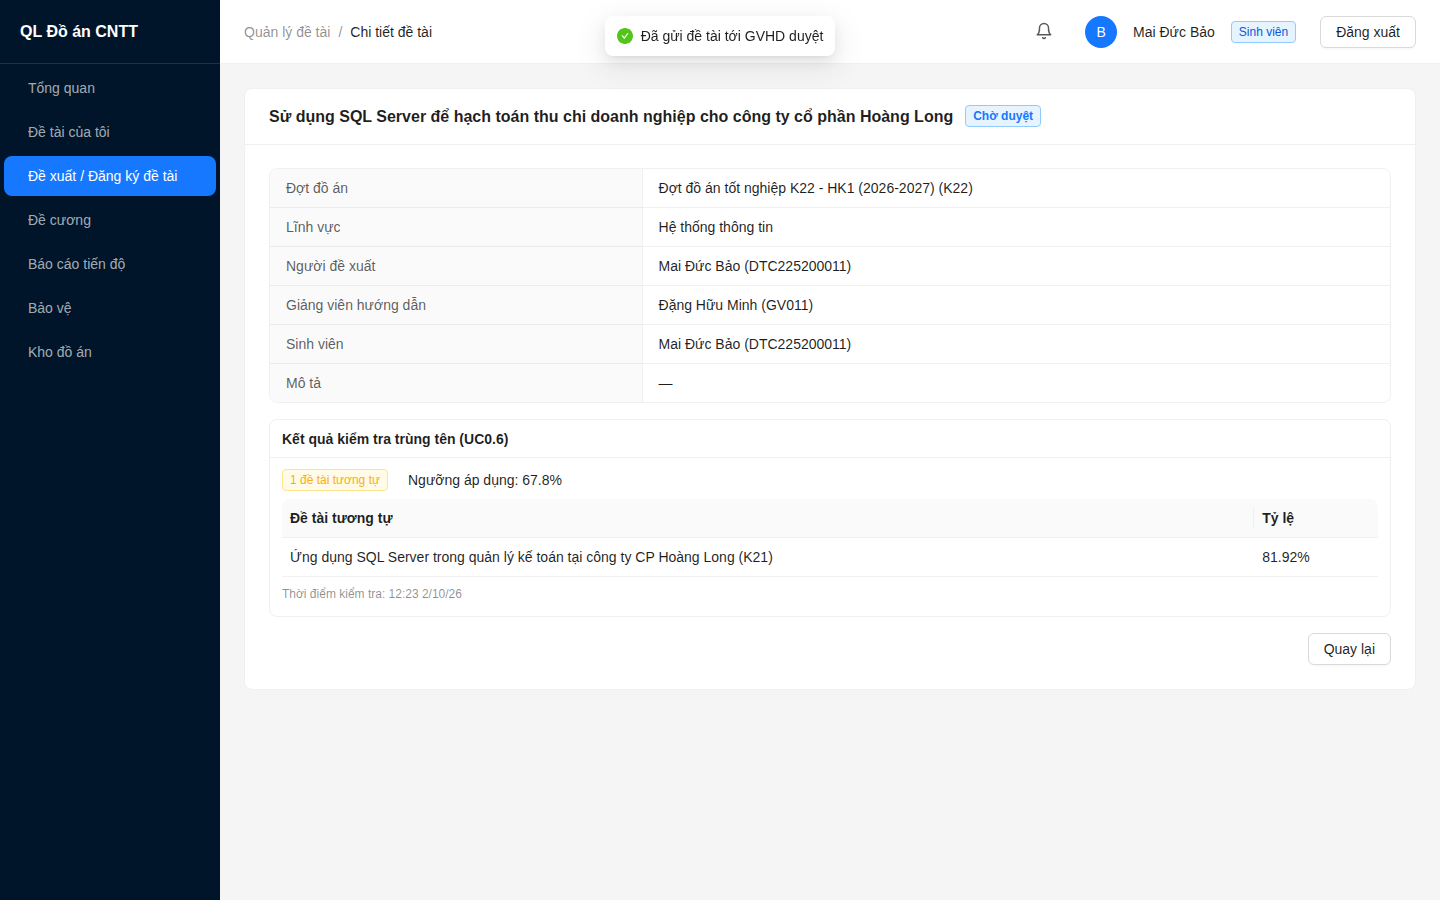 QL Đồ án CNTT
Tổng quan
Đề tài của tôi
Đề xuất / Đăng ký đề tài
Đề cương
Báo cáo tiến độ
Bảo vệ
Kho đồ án
Quản lý đề tài / Chi tiết đề tài
Đã gửi đề tài tới GVHD duyệt
B
Mai Đức Bảo
Sinh viên
Đăng xuất
Sử dụng SQL Server để hạch toán thu chi doanh nghiệp cho công ty cổ phần Hoàng Long
Chờ duyệt
Đợt đồ án
Đợt đồ án tốt nghiệp K22 - HK1 (2026-2027) (K22)
Lĩnh vực
Hệ thống thông tin
Người đề xuất
Mai Đức Bảo (DTC225200011)
Giảng viên hướng dẫn
Đặng Hữu Minh (GV011)
Sinh viên
Mai Đức Bảo (DTC225200011)
Mô tả
—
Kết quả kiểm tra trùng tên (UC0.6)
1 đề tài tương tự
Ngưỡng áp dụng: 67.8%
Đề tài tương tự
Tỷ lệ
Ứng dụng SQL Server trong quản lý kế toán tại công ty CP Hoàng Long (K21)
81.92%
Thời điểm kiểm tra: 12:23 2/10/26
Quay lại